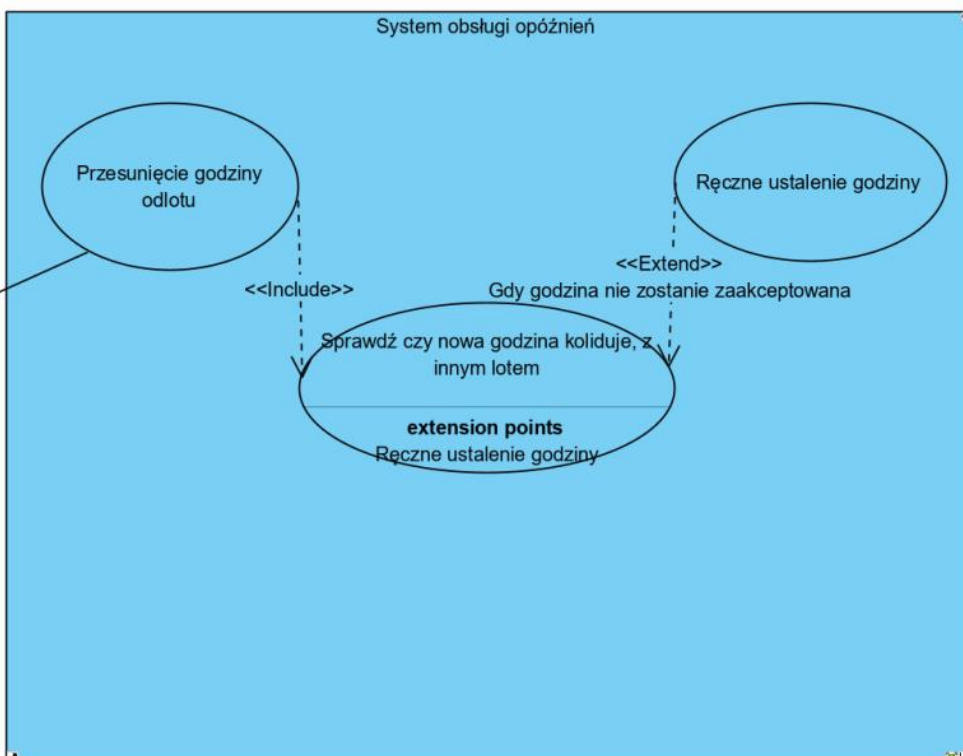 System obsługi opóźnień
Przesunięcie godziny
odlotu
Ręczne ustalenie godziny
<<Include>>
<<Extend>>
Gdy godzina nie zostanie zaakceptowana
Sprawdź czy nowa godzina koliduje, z
innym lotem
extension points
Ręczne ustalenie godziny